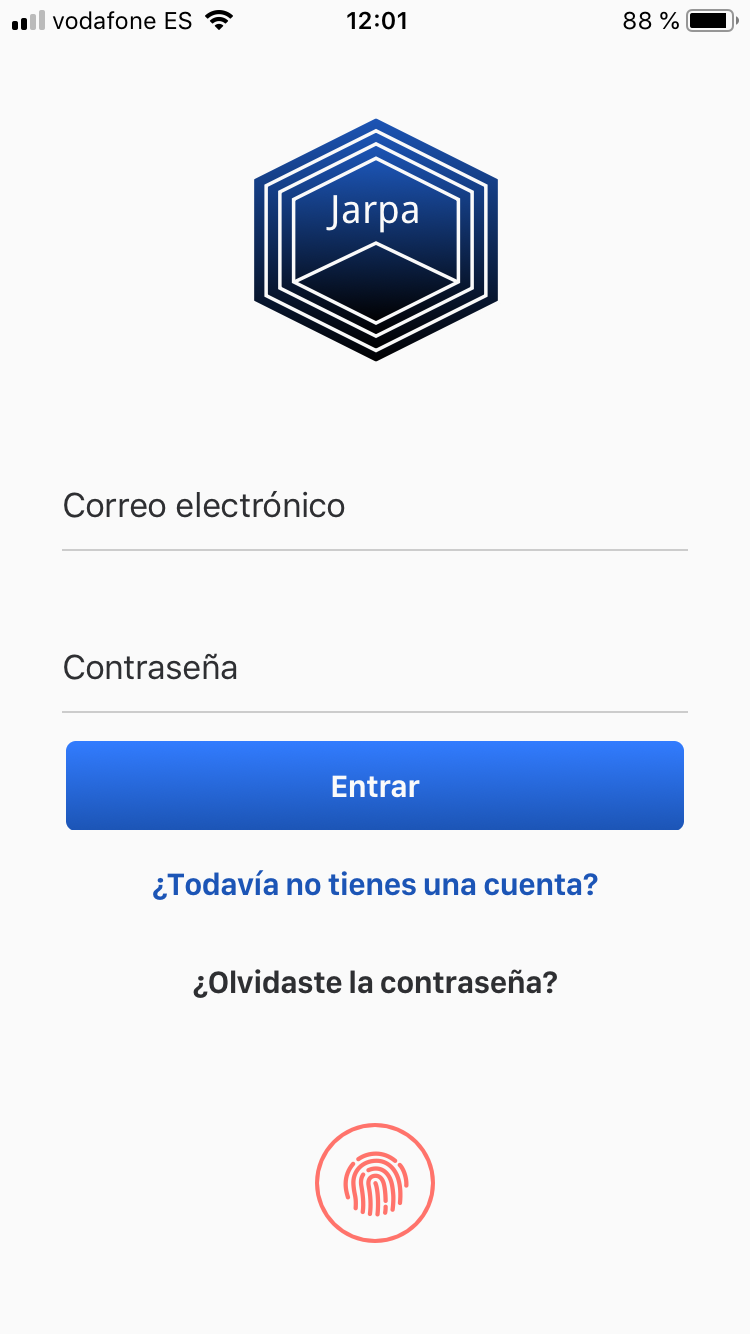 vodafone ES 12:01 88 %
Jarpa
Correo electrónico
Contraseña
Entrar
¿Todavía no tienes una cuenta?
¿Olvidaste la contraseña?